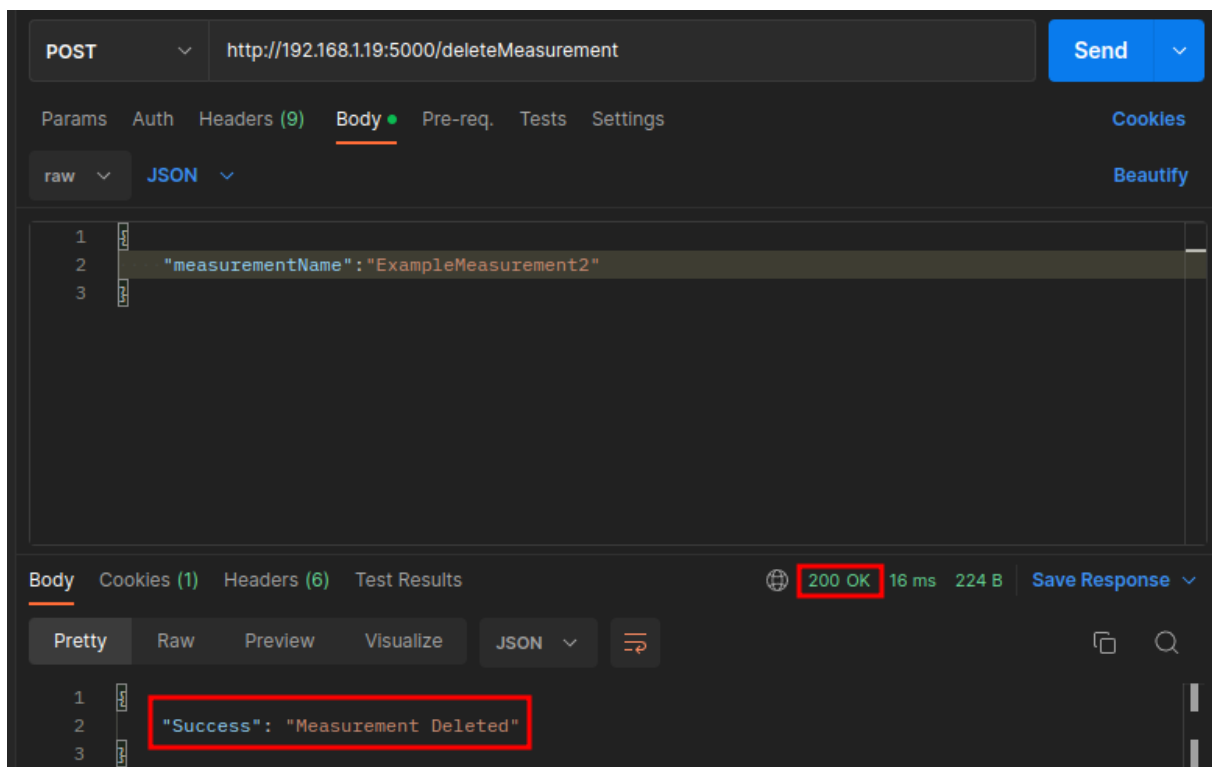 POST http://192.168.1.19:5000/deleteMeasurement Send
Params Auth Headers (9) Body Pre-req. Tests Settings Cookies
raw JSON Beautify
1 {
2 "measurementName":"ExampleMeasurement2"
3 }
Body Cookies (1) Headers (6) Test Results 200 OK 16 ms 224 B Save Response
Pretty Raw Preview Visualize JSON
1 {
2 "Success": "Measurement Deleted"
3 }